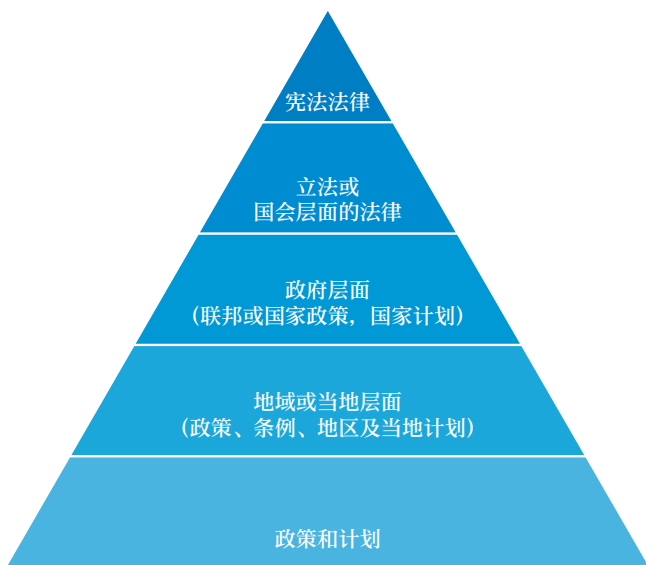 宪法法律
立法或
国会层面的法律
政府层面
(联邦或国家政策，国家计划)
地域或当地层面
(政策、条例、地区及当地计划)
政策和计划